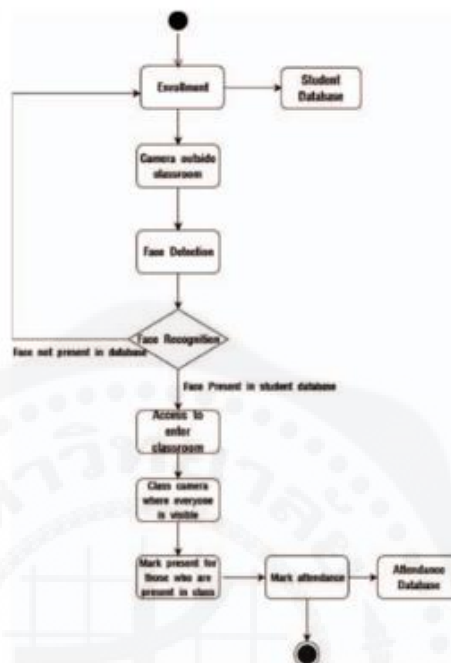 Enrollment
Student
Database
Camera outside
classroom
Face Detection
Face Recognition
Face not present in database
Face Present in student database
Access to
enter
classroom
Class camera
where everyone
is visible
Mark present for
those who are
present in class
Mark attendance
Attendance
Database